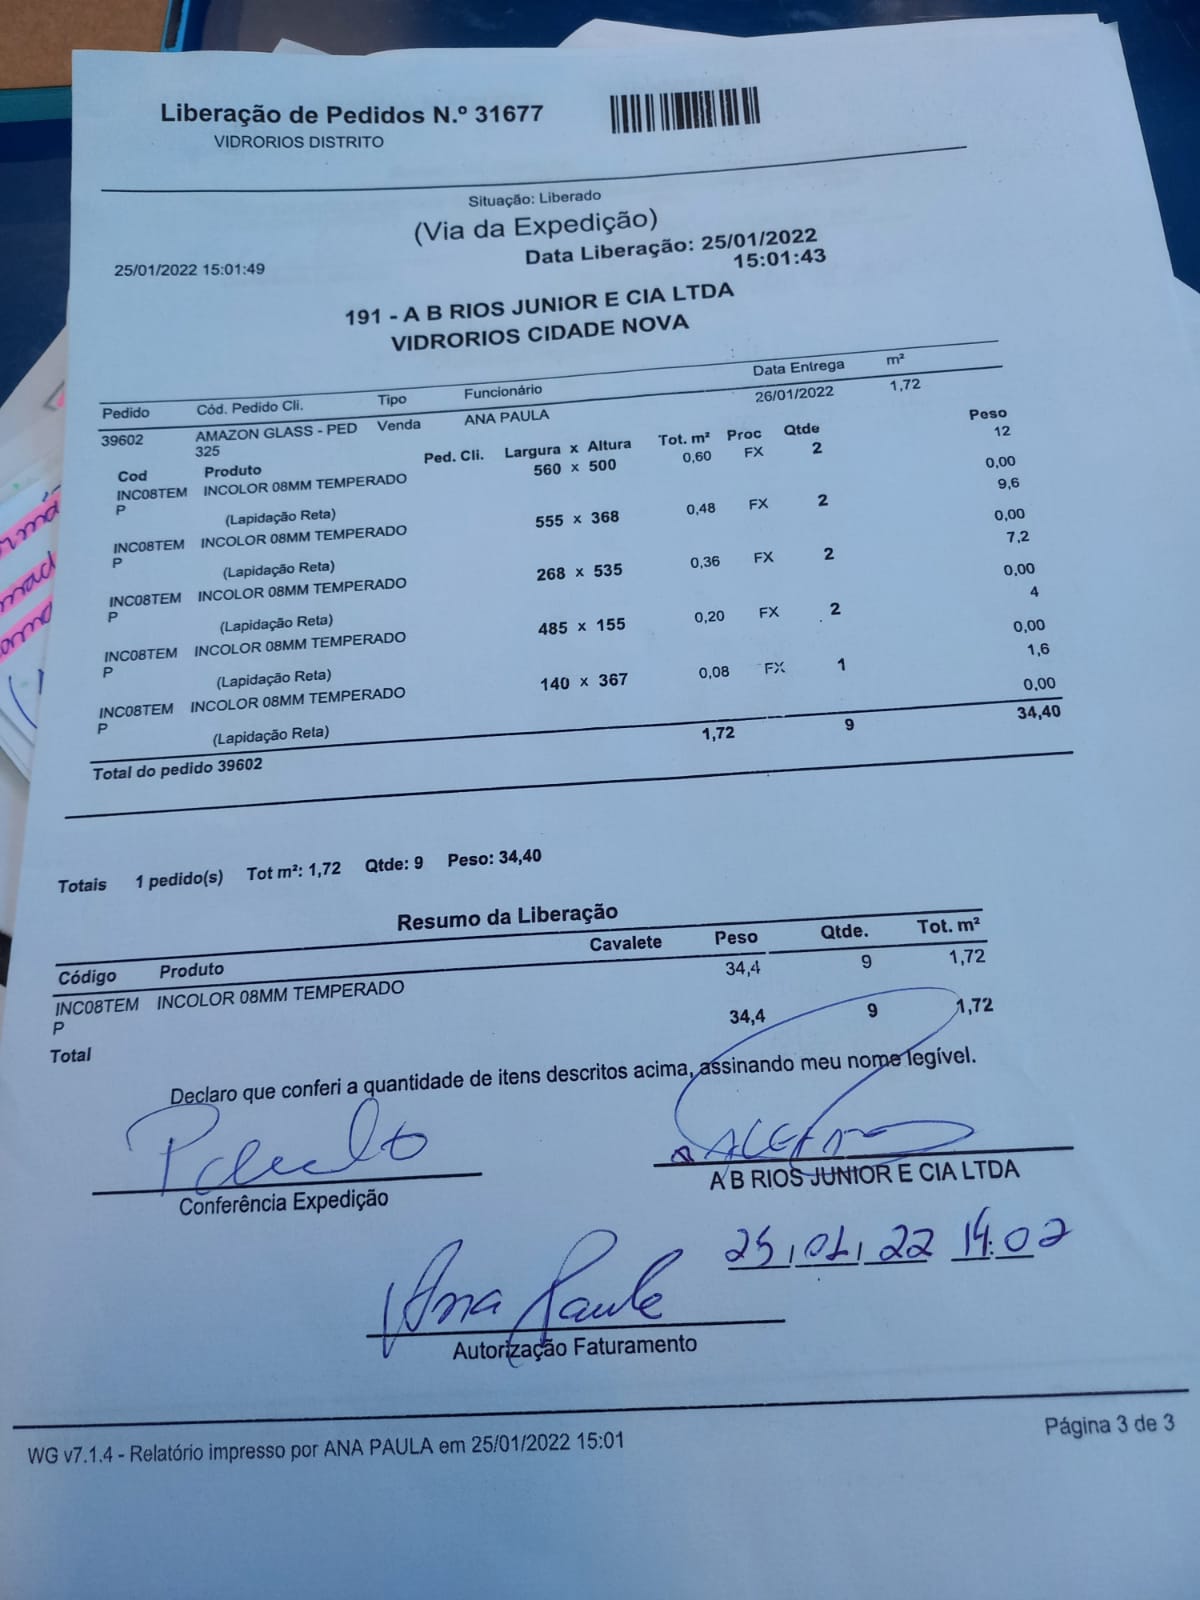 Liberação de Pedidos N.º 31677
VIDRORIOS DISTRITO
Situação: Liberado
(Via da Expedição)
25/01/2022 15:01:49
Data Liberação: 25/01/2022
15:01:43
191 - A B RIOS JUNIOR E CIA LTDA
VIDRORIOS CIDADE NOVA
Pedido Cód. Pedido Cli. Tipo Funcionário Data Entrega m²
39602 AMAZON GLASS - PED 325 Venda ANA PAULA 26/01/2022 1,72
Cod Produto Ped. Cli. Largura x Altura Tot. m² Proc Qtde Peso
INC08TEMP INCOLOR 08MM TEMPERADO 560 x 500 0,60 FX 2 12
(Lapidação Reta) 0,00
INC08TEMP INCOLOR 08MM TEMPERADO 555 x 368 0,48 FX 2 9,6
(Lapidação Reta) 0,00
INC08TEMP INCOLOR 08MM TEMPERADO 268 x 535 0,36 FX 2 7,2
(Lapidação Reta) 0,00
INC08TEMP INCOLOR 08MM TEMPERADO 485 x 155 0,20 FX 2 4
(Lapidação Reta) 0,00
INC08TEMP INCOLOR 08MM TEMPERADO 140 x 367 0,08 FX 1 1,6
(Lapidação Reta) 0,00
Total do pedido 39602 1,72 9 34,40
Totais 1 pedido(s) Tot m²: 1,72 Qtde: 9 Peso: 34,40
Resumo da Liberação
Código Produto Cavalete Peso Qtde. Tot. m²
INC08TEMP INCOLOR 08MM TEMPERADO 34,4 9 1,72
Total 34,4 9 1,72
Declaro que conferi a quantidade de itens descritos acima, assinando meu nome legível.
Conferência Expedição
A B RIOS JUNIOR E CIA LTDA
25/01/22 14:02
Ana Paula
Autorização Faturamento
WG v7.1.4 - Relatório impresso por ANA PAULA em 25/01/2022 15:01
Página 3 de 3